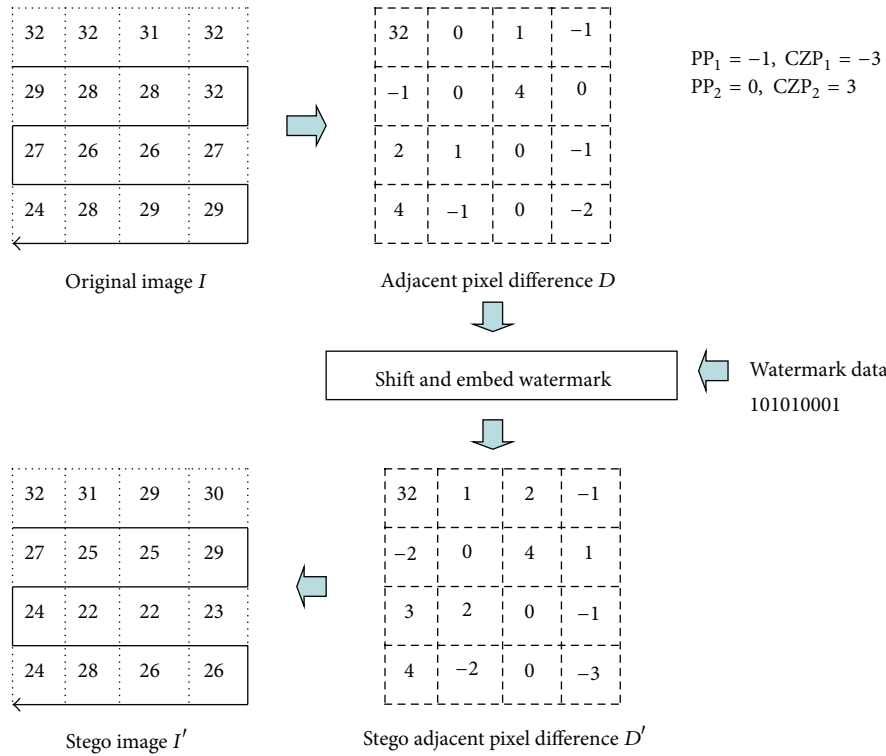 32 32 31 32
29 28 28 32
27 26 26 27
24 28 29 29
Original image I
32 0 1 −1
−1 0 4 0
2 1 0 −1
4 −1 0 −2
Adjacent pixel difference D
PP₁ = −1, CZP₁ = −3
PP₂ = 0, CZP₂ = 3
Shift and embed watermark
Watermark data
101010001
32 31 29 30
27 25 25 29
24 22 22 23
24 28 26 26
Stego image I′
32 1 2 −1
−2 0 4 1
3 2 0 −1
4 −2 0 −3
Stego adjacent pixel difference D′